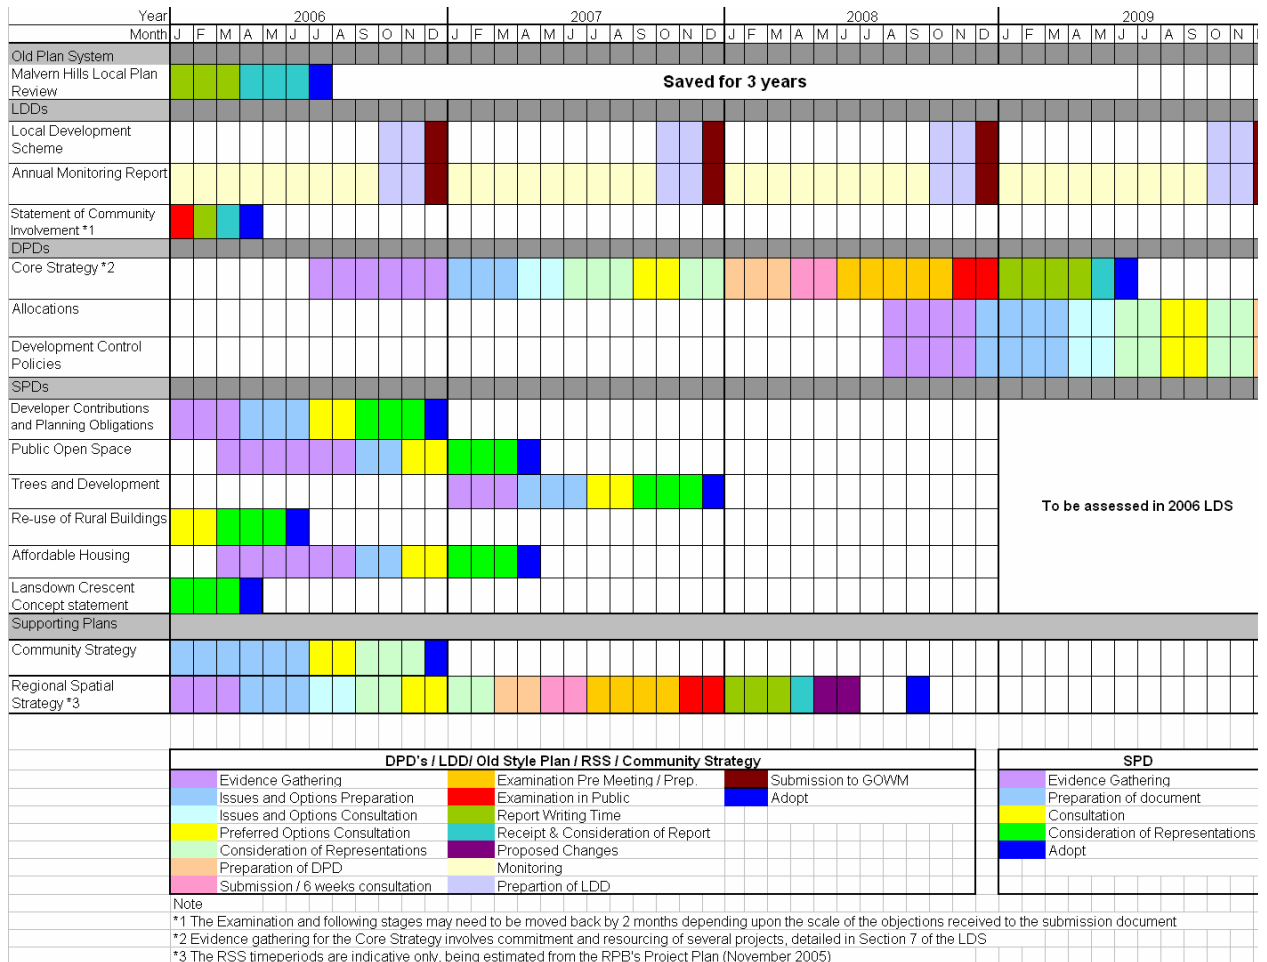 Year 2006 2007 2008 2009
Month J F M A M J J A S O N D J F M A M J J A S O N D J F M A M J J A S O N D J F M A M J J A S O N
Old Plan System
Malvern Hills Local Plan
Review
Saved for 3 years
LDDs
Local Development
Scheme
Annual Monitoring Report
Statement of Community
Involvement *1
DPDs
Core Strategy *2
Allocations
Development Control
Policies
SPDs
Developer Contributions
and Planning Obligations
Public Open Space
Trees and Development
To be assessed in 2006 LDS
Re-use of Rural Buildings
Affordable Housing
Lansdown Crescent
Concept statement
Supporting Plans
Community Strategy
Regional Spatial
Strategy *3
DPD's / LDD/ Old Style Plan / RSS / Community Strategy
Evidence Gathering
Issues and Options Preparation
Issues and Options Consultation
Preferred Options Consultation
Consideration of Representations
Preparation of DPD
Submission / 6 weeks consultation
Examination Pre Meeting / Prep.
Examination in Public
Report Writing Time
Receipt & Consideration of Report
Proposed Changes
Monitoring
Prepartion of LDD
Submission to GOWM
Adopt
SPD
Evidence Gathering
Preparation of document
Consultation
Consideration of Representations
Adopt
Note
*1 The Examination and following stages may need to be moved back by 2 months depending upon the scale of the objections received to the submission document
*2 Evidence gathering for the Core Strategy involves commitment and resourcing of several projects, detailed in Section 7 of the LDS
*3 The RSS timeperiods are indicative only, being estimated from the RPB's Project Plan (November 2005)